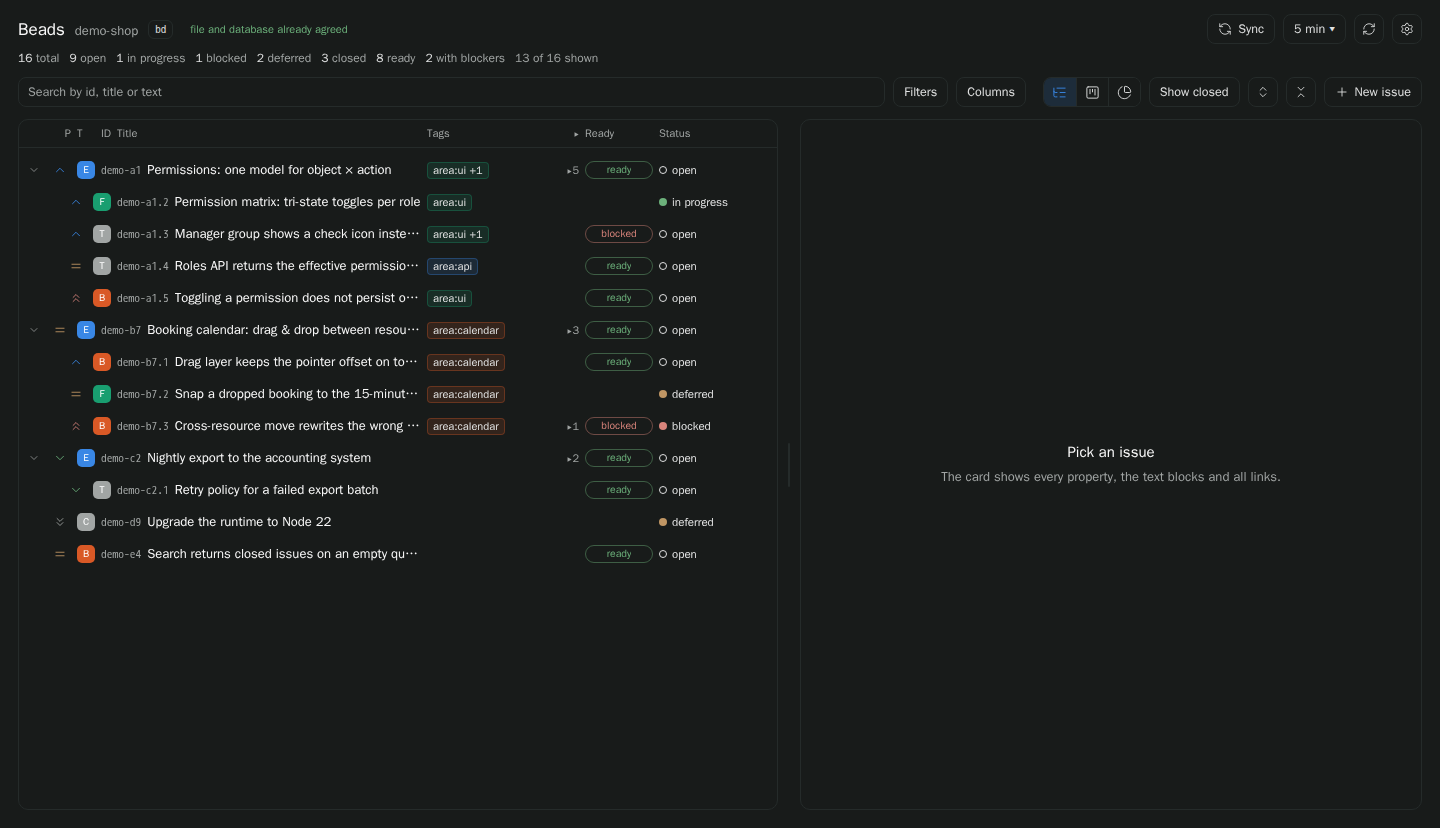 Beads demo-shop bd file and database already agreed Sync 5 min ▾
16 total 9 open 1 in progress 1 blocked 2 deferred 3 closed 8 ready 2 with blockers 13 of 16 shown
Search by id, title or text Filters Columns Show closed New issue
P T ID Title Tags ▸ Ready Status
E demo-a1 Permissions: one model for object × action area:ui +1 ▸5 ready open
F demo-a1.2 Permission matrix: tri-state toggles per role area:ui in progress
T demo-a1.3 Manager group shows a check icon inste··· area:ui +1 blocked open
T demo-a1.4 Roles API returns the effective permissio··· area:api ready open
B demo-a1.5 Toggling a permission does not persist o··· area:ui ready open
E demo-b7 Booking calendar: drag & drop between resou··· area:calendar ▸3 ready open
B demo-b7.1 Drag layer keeps the pointer offset on to··· area:calendar ready open
F demo-b7.2 Snap a dropped booking to the 15-minut··· area:calendar deferred
B demo-b7.3 Cross-resource move rewrites the wrong ··· area:calendar ▸1 blocked blocked
E demo-c2 Nightly export to the accounting system ▸2 ready open
T demo-c2.1 Retry policy for a failed export batch ready open
C demo-d9 Upgrade the runtime to Node 22 deferred
B demo-e4 Search returns closed issues on an empty qu··· ready open
Pick an issue
The card shows every property, the text blocks and all links.